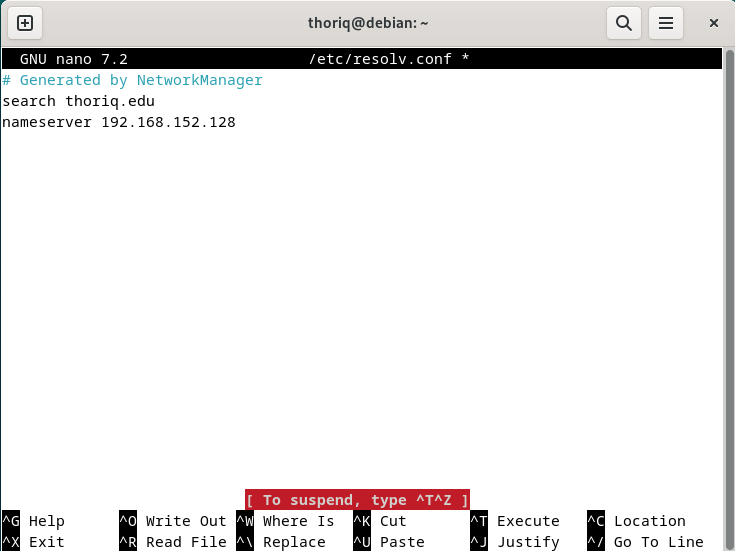 thoriq@debian: ~
GNU nano 7.2 /etc/resolv.conf *
# Generated by NetworkManager
search thoriq.edu
nameserver 192.168.152.128
[ To suspend, type ^T^Z ]
^G Help ^O Write Out ^W Where Is ^K Cut ^T Execute ^C Location
^X Exit ^R Read File ^\ Replace ^U Paste ^J Justify ^/ Go To Line